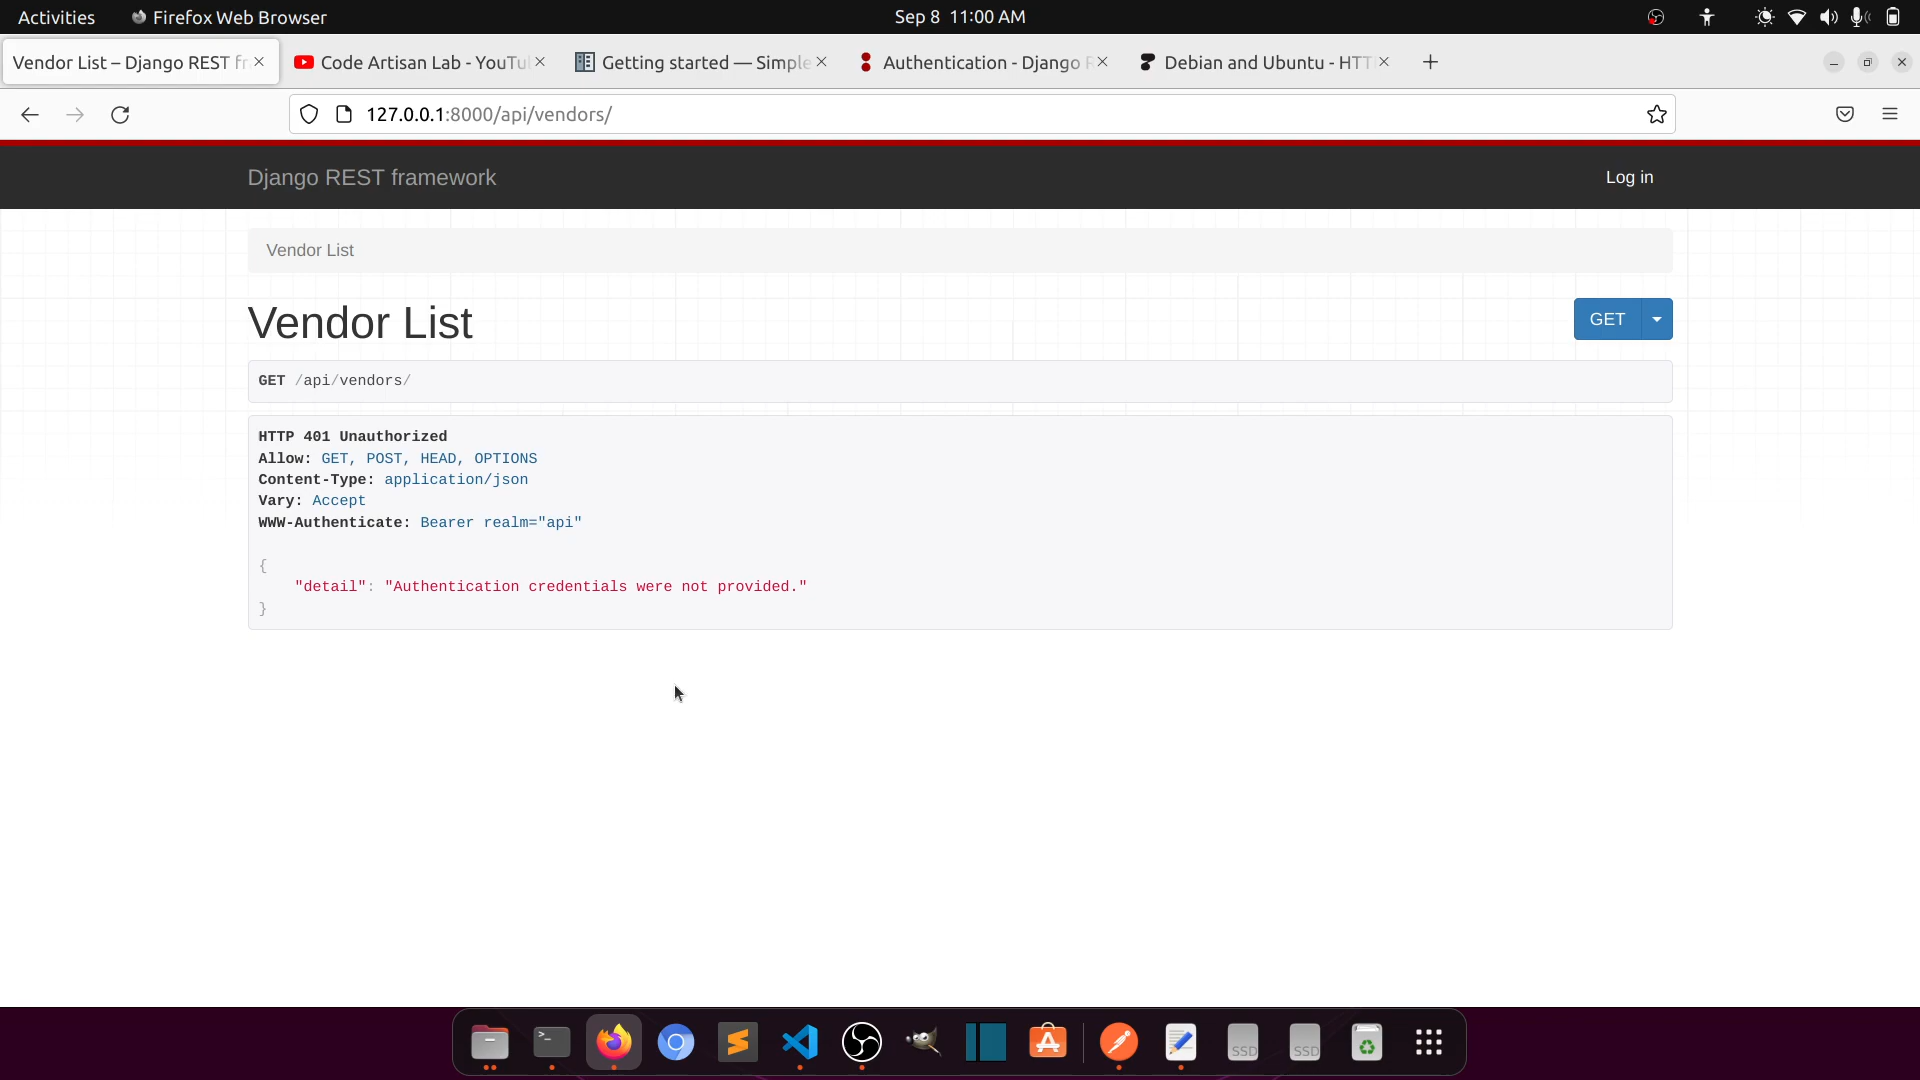 Activities
Firefox Web Browser
Sep 8 11:00 AM
Vendor List – Django REST fr
Code Artisan Lab - YouTu
Getting started — Simple
Authentication - Django R
Debian and Ubuntu - HTT
127.0.0.1:8000/api/vendors/
Django REST framework
Log in
Vendor List
Vendor List
GET
GET /api/vendors/
HTTP 401 Unauthorized
Allow: GET, POST, HEAD, OPTIONS
Content-Type: application/json
Vary: Accept
WWW-Authenticate: Bearer realm="api"
{
"detail": "Authentication credentials were not provided."
}
SSD
SSD